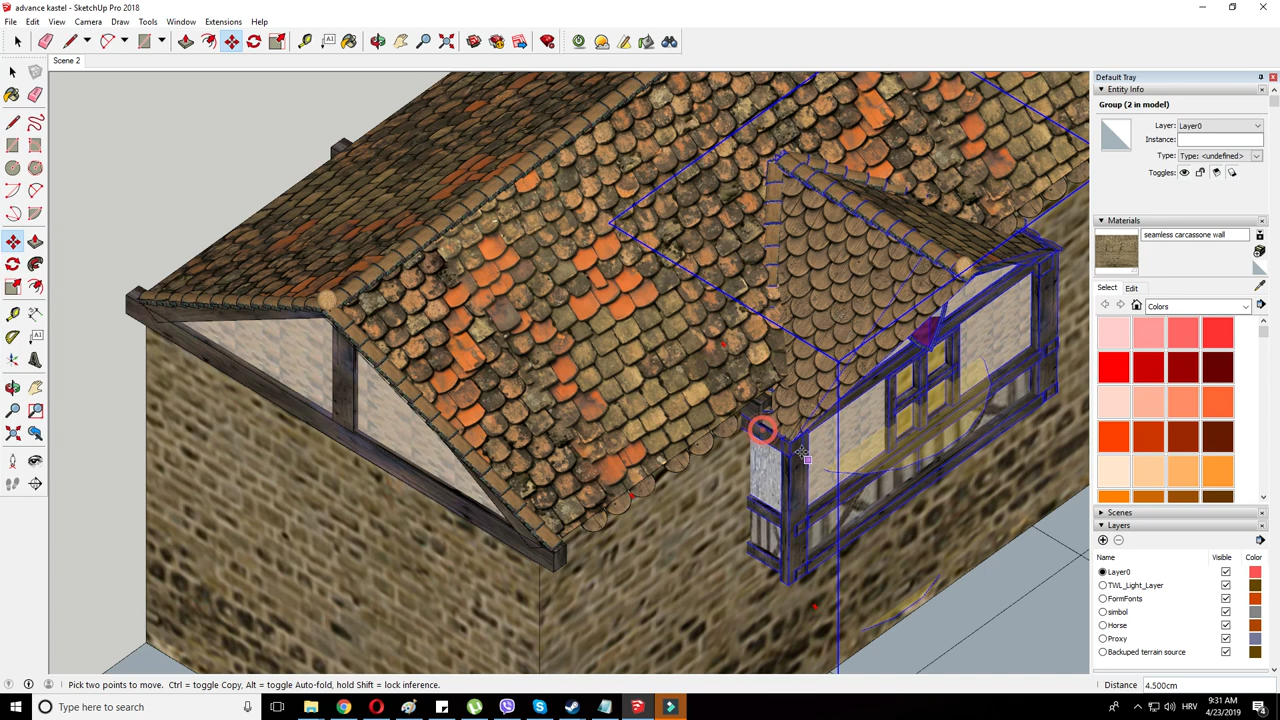 advance kastel - SketchUp Pro 2018
File Edit View Camera Draw Tools Window Extensions Help
Scene 2
Default Tray
Entity Info
Group (2 in model)
Layer: Layer0
Instance:
Type: Type: <undefined>
Toggles:
Materials
seamless carcassone wall
Select Edit
Colors
Scenes
Layers
Name Visible Color
Layer0
TWL_Light_Layer
FormFonts
simbol
Horse
Proxy
Backuped terrain source
Pick two points to move. Ctrl = toggle Copy, Alt = toggle Auto-fold, hold Shift = lock inference.
Distance 4.500cm
Type here to search
HRV
9:31 AM
4/23/2019